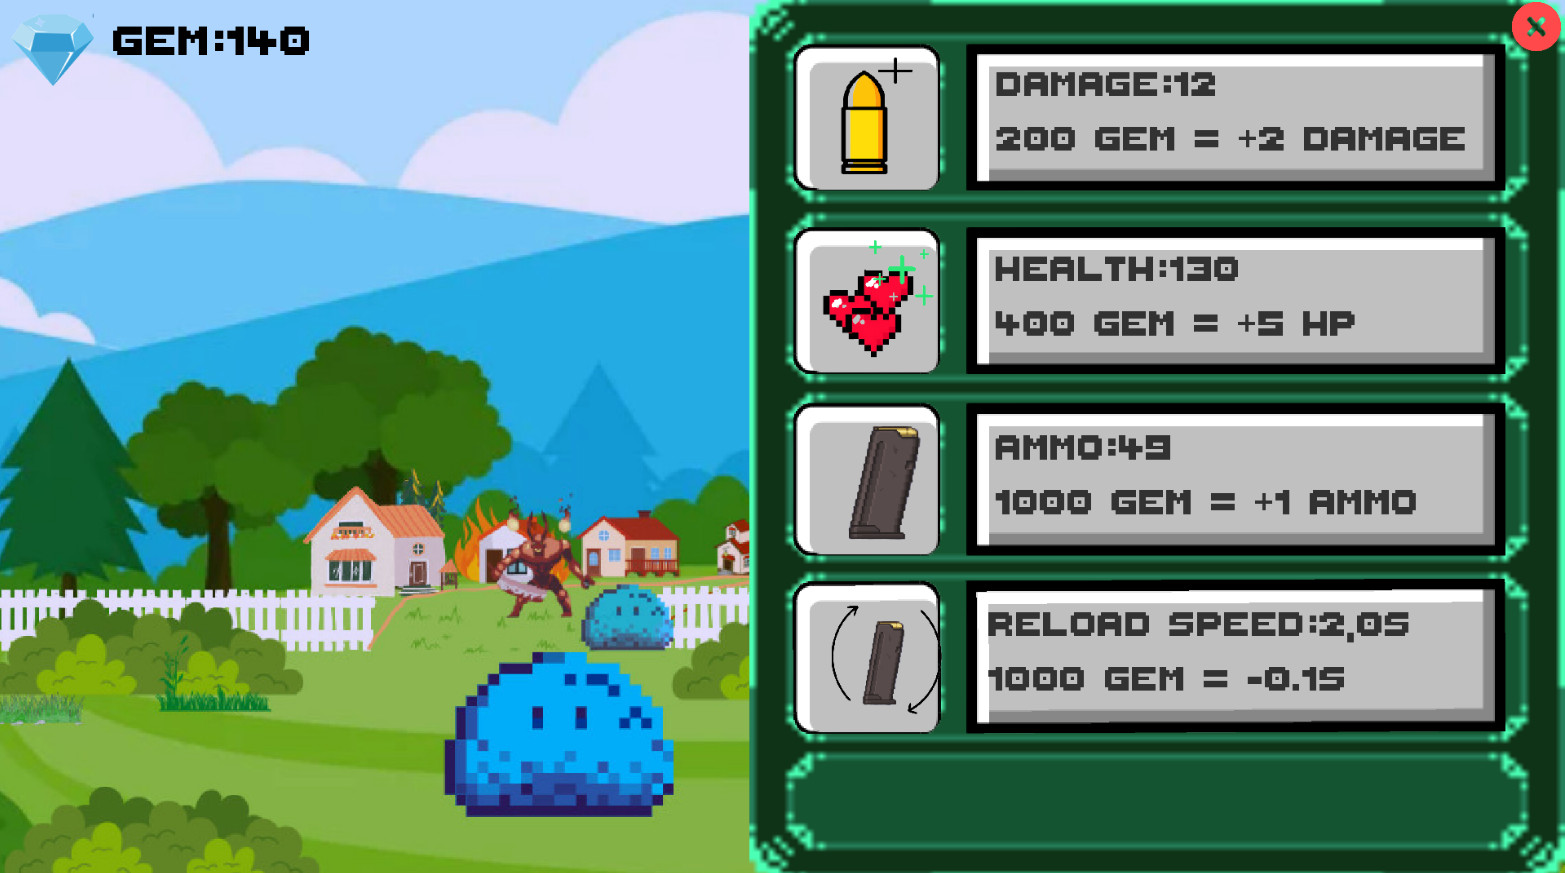 GEM:140
DAMAGE:12
200 GEM = +2 DAMAGE
HEALTH:130
400 GEM = +5 HP
AMMO:49
1000 GEM = +1 AMMO
RELOAD SPEED:2,0S
1000 GEM = -0.1S